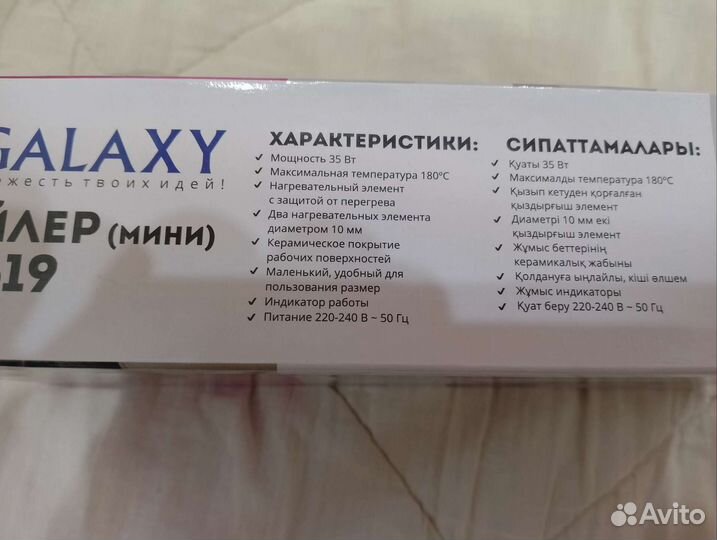 GALAXY
ежесть твоих идей!
ЙЛЕР (МИНИ)
19
ХАРАКТЕРИСТИКИ:
✓ Мощность 35 Вт
✓ Максимальная температура 180°С
✓ Нагревательный элемент
с защитой от перегрева
✓ Два нагревательных элемента
диаметром 10 мм
✓ Керамическое покрытие
рабочих поверхностей
✓ Маленький, удобный для
пользования размер
✓ Индикатор работы
✓ Питание 220-240 В ~ 50 Гц
СИПАТТАМАЛАРЫ:
✓ Қуаты 35 Вт
✓ Максималды температура 180°С
✓ Қызып кетуден қорғалған
қыздырғыш элемент
✓ Диаметрі 10 мм екі
қыздырғыш элемент
✓ Жұмыс беттерінің
керамикалық жабыны
✓ Қолдануға ыңлайлы, кіші өлшем
✓ Жұмыс индикаторы
✓ Қуат беру 220-240 В ~ 50 Гц
Avito